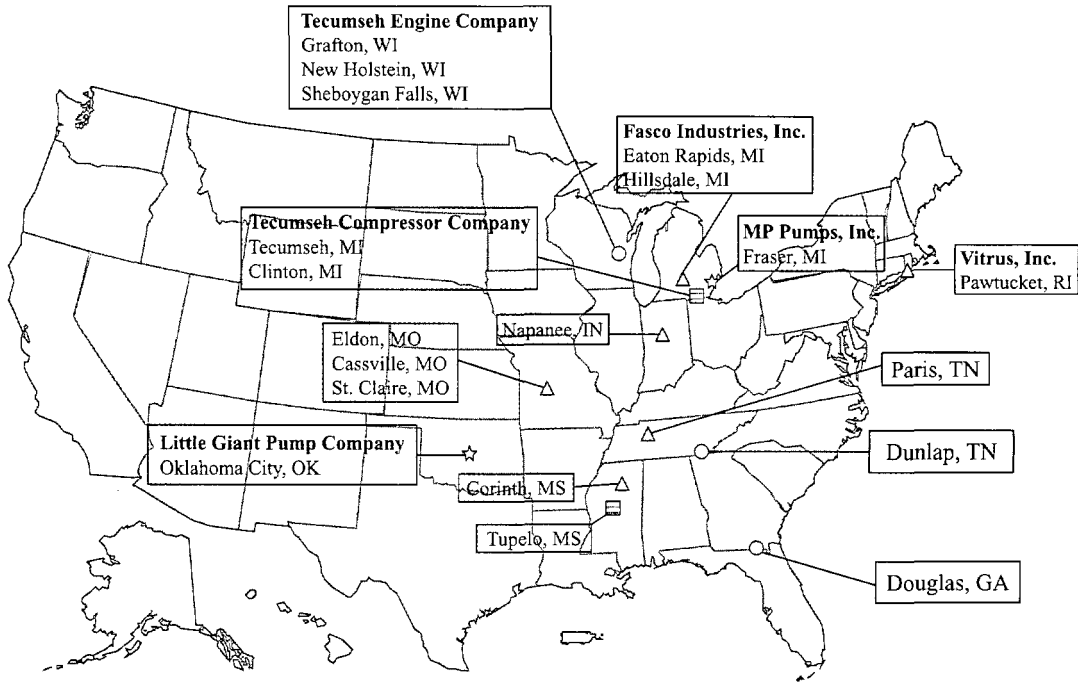 Tecumseh Engine Company
Grafton, WI
New Holstein, WI
Sheboygan Falls, WI
Fasco Industries, Inc.
Eaton Rapids, MI
Hillsdale, MI
Tecumseh Compressor Company
Tecumseh, MI
Clinton, MI
MP Pumps, Inc.
Fraser, MI
Vitrus, Inc.
Pawtucket, RI
Napanee, IN
Eldon, MO
Cassville, MO
St. Claire, MO
Paris, TN
Little Giant Pump Company
Oklahoma City, OK
Dunlap, TN
Corinth, MS
Tupelo, MS
Douglas, GA